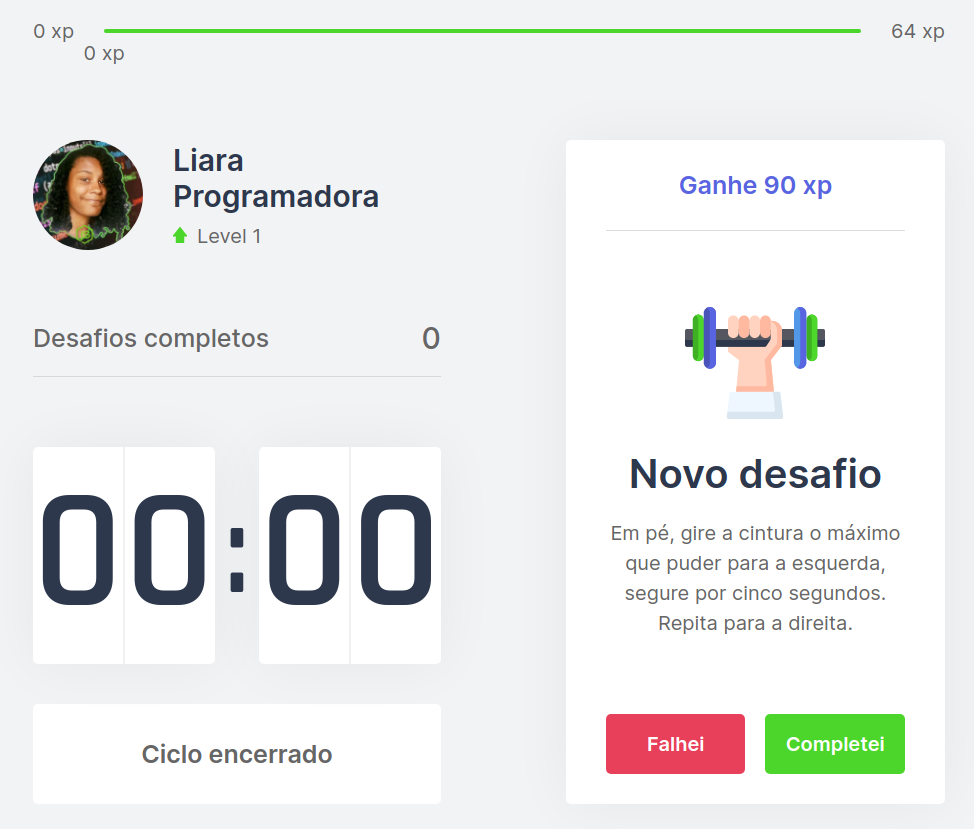 0 xp
64 xp
0 xp
Liara
Programadora
Level 1
Desafios completos
0
00:00
Ciclo encerrado
Ganhe 90 xp
Novo desafio
Em pé, gire a cintura o máximo
que puder para a esquerda,
segure por cinco segundos.
Repita para a direita.
Falhei
Completei